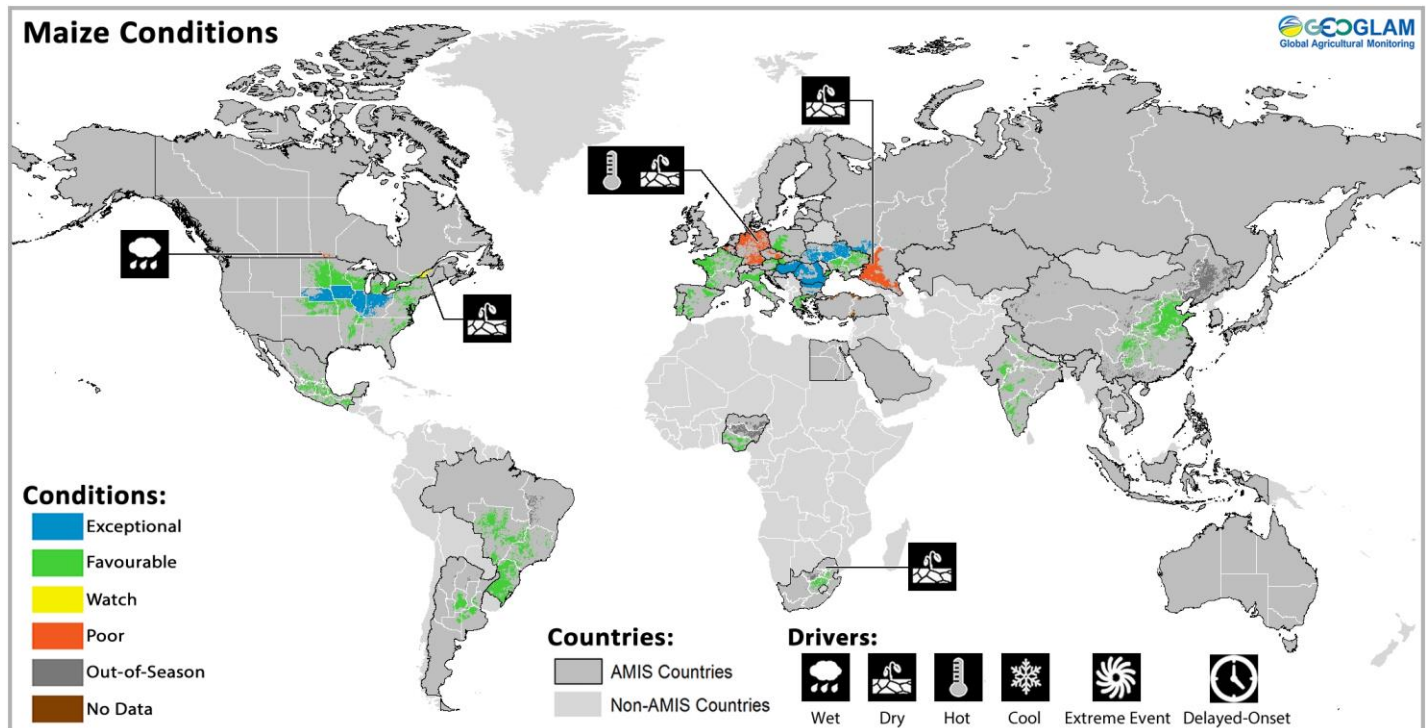 Maize Conditions
GEOGLAM
Global Agricultural Monitoring
Conditions:
Exceptional
Favourable
Watch
Poor
Out-of-Season
No Data
Countries:
AMIS Countries
Non-AMIS Countries
Drivers:
Wet
Dry
Hot
Cool
Extreme Event
Delayed-Onset